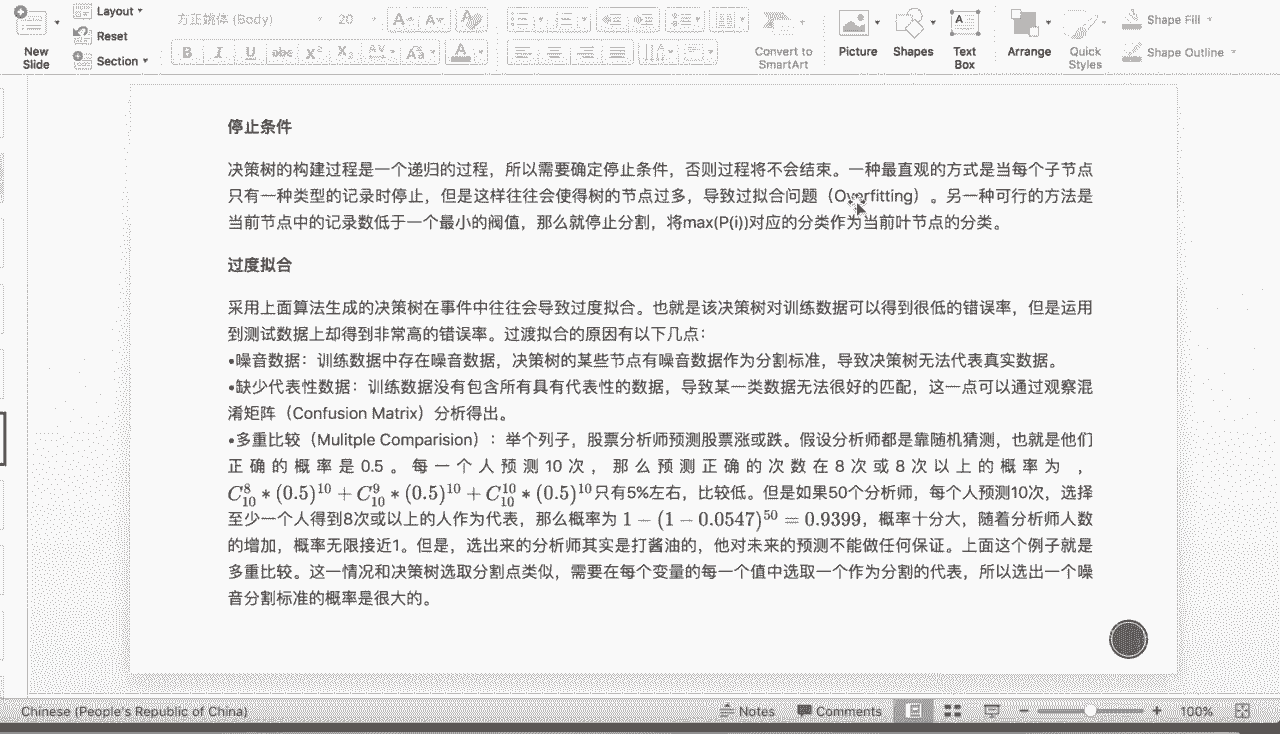 Layout
方正姚体 (Body)
20
Reset
New Slide
Section
B I U abc X² X₂ AV Aa A
Convert to SmartArt
Picture
Shapes
Text Box
Arrange
Quick Styles
Shape Fill
Shape Outline
停止条件
决策树的构建过程是一个递归的过程，所以需要确定停止条件，否则过程将不会结束。一种最直观的方式是当每个子节点
只有一种类型的记录时停止，但是这样往往会使得树的节点过多，导致过拟合问题（Overfitting）。另一种可行的方法是
当前节点中的记录数低于一个最小的阀值，那么就停止分割，将max(P(i))对应的分类作为当前叶节点的分类。
过度拟合
采用上面算法生成的决策树在事件中往往会导致过度拟合。也就是该决策树对训练数据可以得到很低的错误率，但是运用
到测试数据上却得到非常高的错误率。过渡拟合的原因有以下几点：
•噪音数据：训练数据中存在噪音数据，决策树的某些节点有噪音数据作为分割标准，导致决策树无法代表真实数据。
•缺少代表性数据：训练数据没有包含所有具有代表性的数据，导致某一类数据无法很好的匹配，这一点可以通过观察混
淆矩阵（Confusion Matrix）分析得出。
•多重比较（Mulitple Comparision）：举个列子，股票分析师预测股票涨或跌。假设分析师都是靠随机猜测，也就是他们
正确的概率是0.5。每一个人预测10次，那么预测正确的次数在8次或8次以上的概率为，
C₁₀⁸ ∗ (0.5)¹⁰ + C₁₀⁹ ∗ (0.5)¹⁰ + C₁₀¹⁰ ∗ (0.5)¹⁰只有5%左右，比较低。但是如果50个分析师，每个人预测10次，选择
至少一个人得到8次或以上的人作为代表，那么概率为 1 − (1 − 0.0547)⁵⁰ = 0.9399，概率十分大，随着分析师人数
的增加，概率无限接近1。但是，选出来的分析师其实是打酱油的，他对未来的预测不能做任何保证。上面这个例子就是
多重比较。这一情况和决策树选取分割点类似，需要在每个变量的每一个值中选取一个作为分割的代表，所以选出一个噪
音分割标准的概率是很大的。
Chinese (People's Republic of China)
Notes
Comments
100%